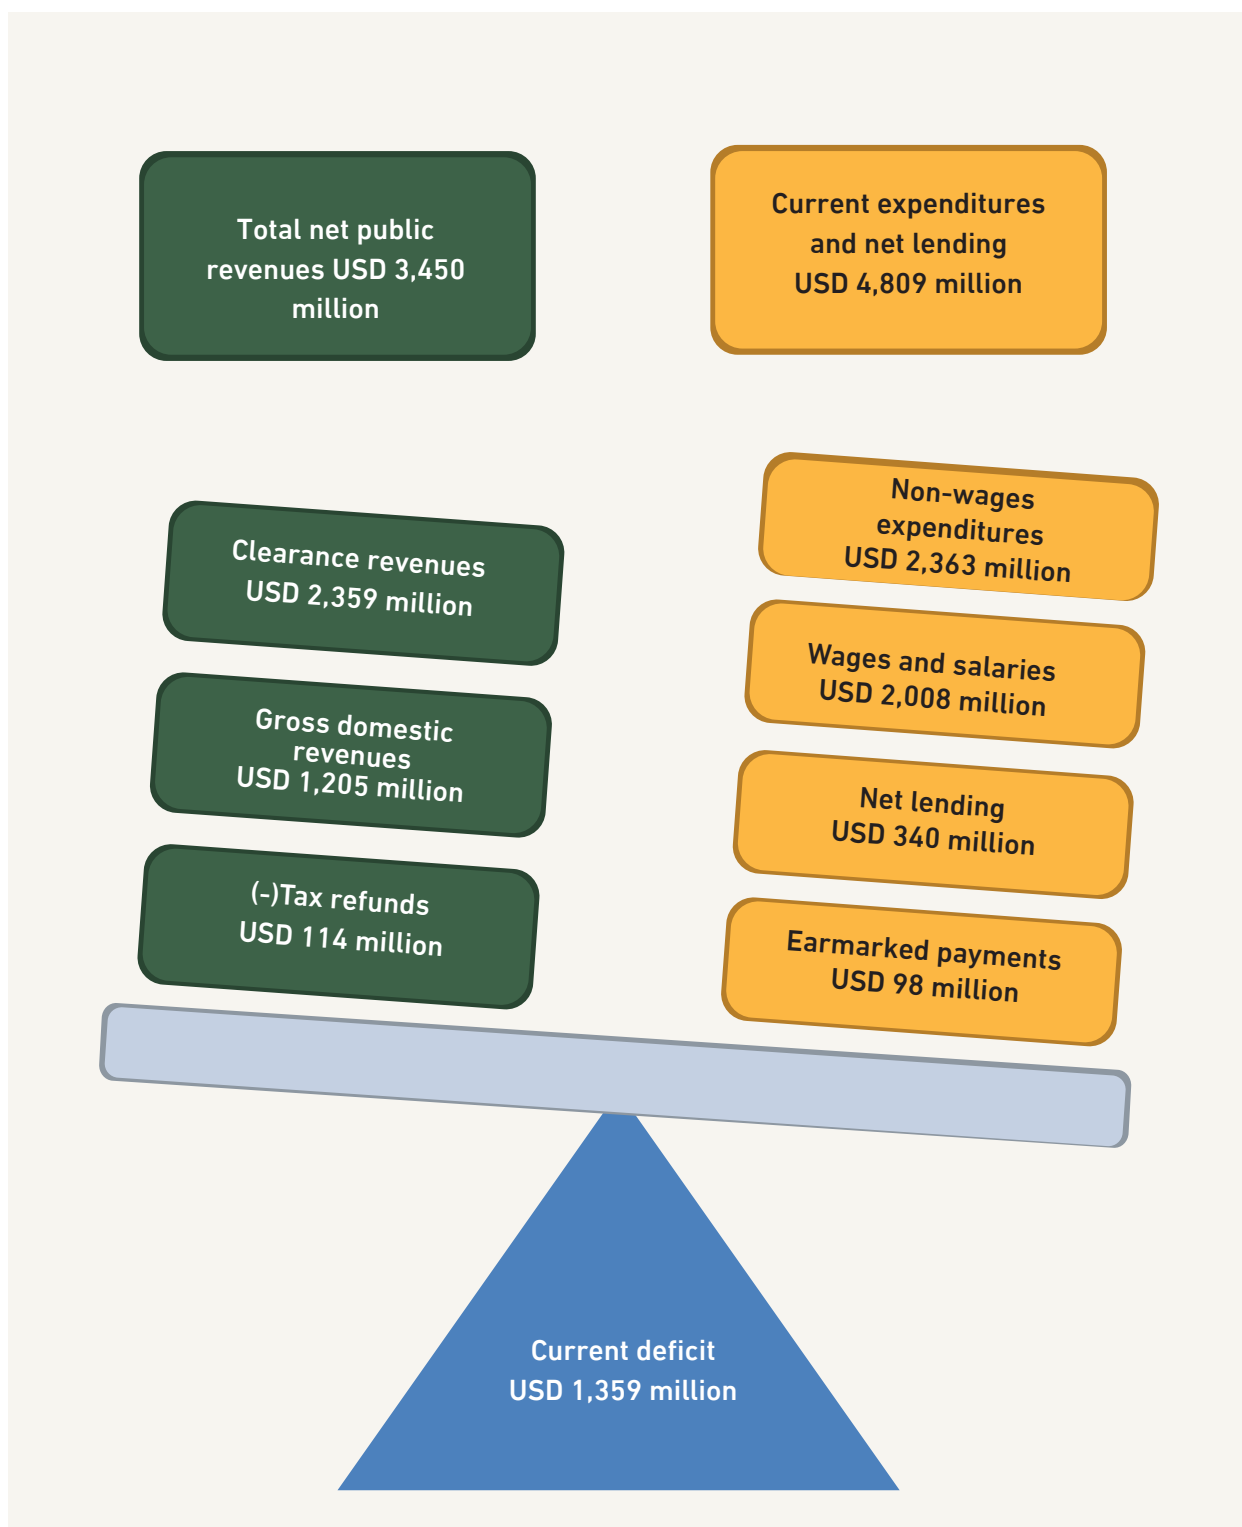 Total net public
revenues USD 3,450
million
Current expenditures
and net lending
USD 4,809 million
Clearance revenues
USD 2,359 million
Gross domestic
revenues
USD 1,205 million
(-)Tax refunds
USD 114 million
Non-wages
expenditures
USD 2,363 million
Wages and salaries
USD 2,008 million
Net lending
USD 340 million
Earmarked payments
USD 98 million
Current deficit
USD 1,359 million